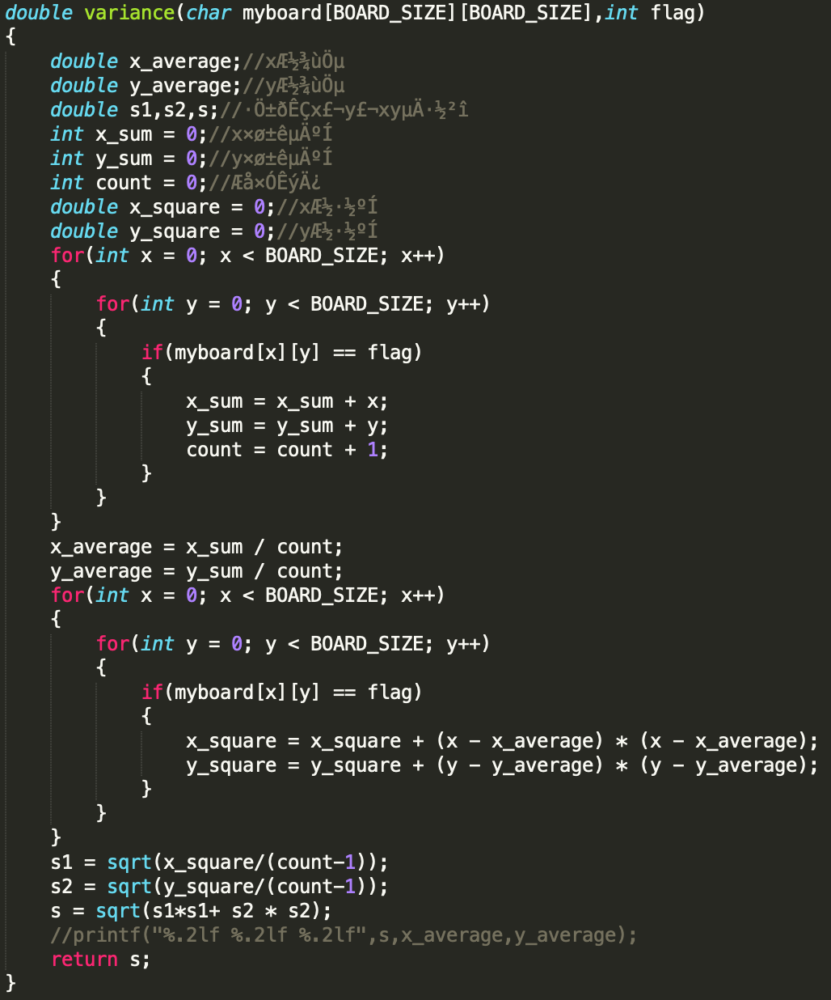 double variance(char myboard[BOARD_SIZE][BOARD_SIZE],int flag)
{
    double x_average;//xÆ½¾ùÖµ
    double y_average;//yÆ½¾ùÖµ
    double s1,s2,s;//·Ö±ðÊÇx£¬y£¬xyµÄ·½²î
    int x_sum = 0;//x×ø±êµÄºÍ
    int y_sum = 0;//y×ø±êµÄºÍ
    int count = 0;//Æå×ÓÊýÄ¿
    double x_square = 0;//xÆ½·½ºÍ
    double y_square = 0;//yÆ½·½ºÍ
    for(int x = 0; x < BOARD_SIZE; x++)
    {
        for(int y = 0; y < BOARD_SIZE; y++)
        {
            if(myboard[x][y] == flag)
            {
                x_sum = x_sum + x;
                y_sum = y_sum + y;
                count = count + 1;
            }
        }
    }
    x_average = x_sum / count;
    y_average = y_sum / count;
    for(int x = 0; x < BOARD_SIZE; x++)
    {
        for(int y = 0; y < BOARD_SIZE; y++)
        {
            if(myboard[x][y] == flag)
            {
                x_square = x_square + (x - x_average) * (x - x_average);
                y_square = y_square + (y - y_average) * (y - y_average);
            }
        }
    }
    s1 = sqrt(x_square/(count-1));
    s2 = sqrt(y_square/(count-1));
    s = sqrt(s1*s1+ s2 * s2);
    //printf("%.2lf %.2lf %.2lf",s,x_average,y_average);
    return s;
}